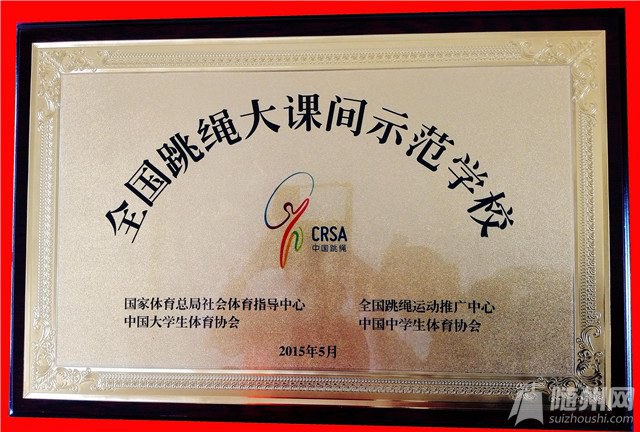 全国跳绳大课间示范学校
CRSA
中国跳绳
国家体育总局社会体育指导中心 全国跳绳运动推广中心
中国大学生体育协会 中国中学生体育协会
2015年5月
随州网
suizhoushi.com